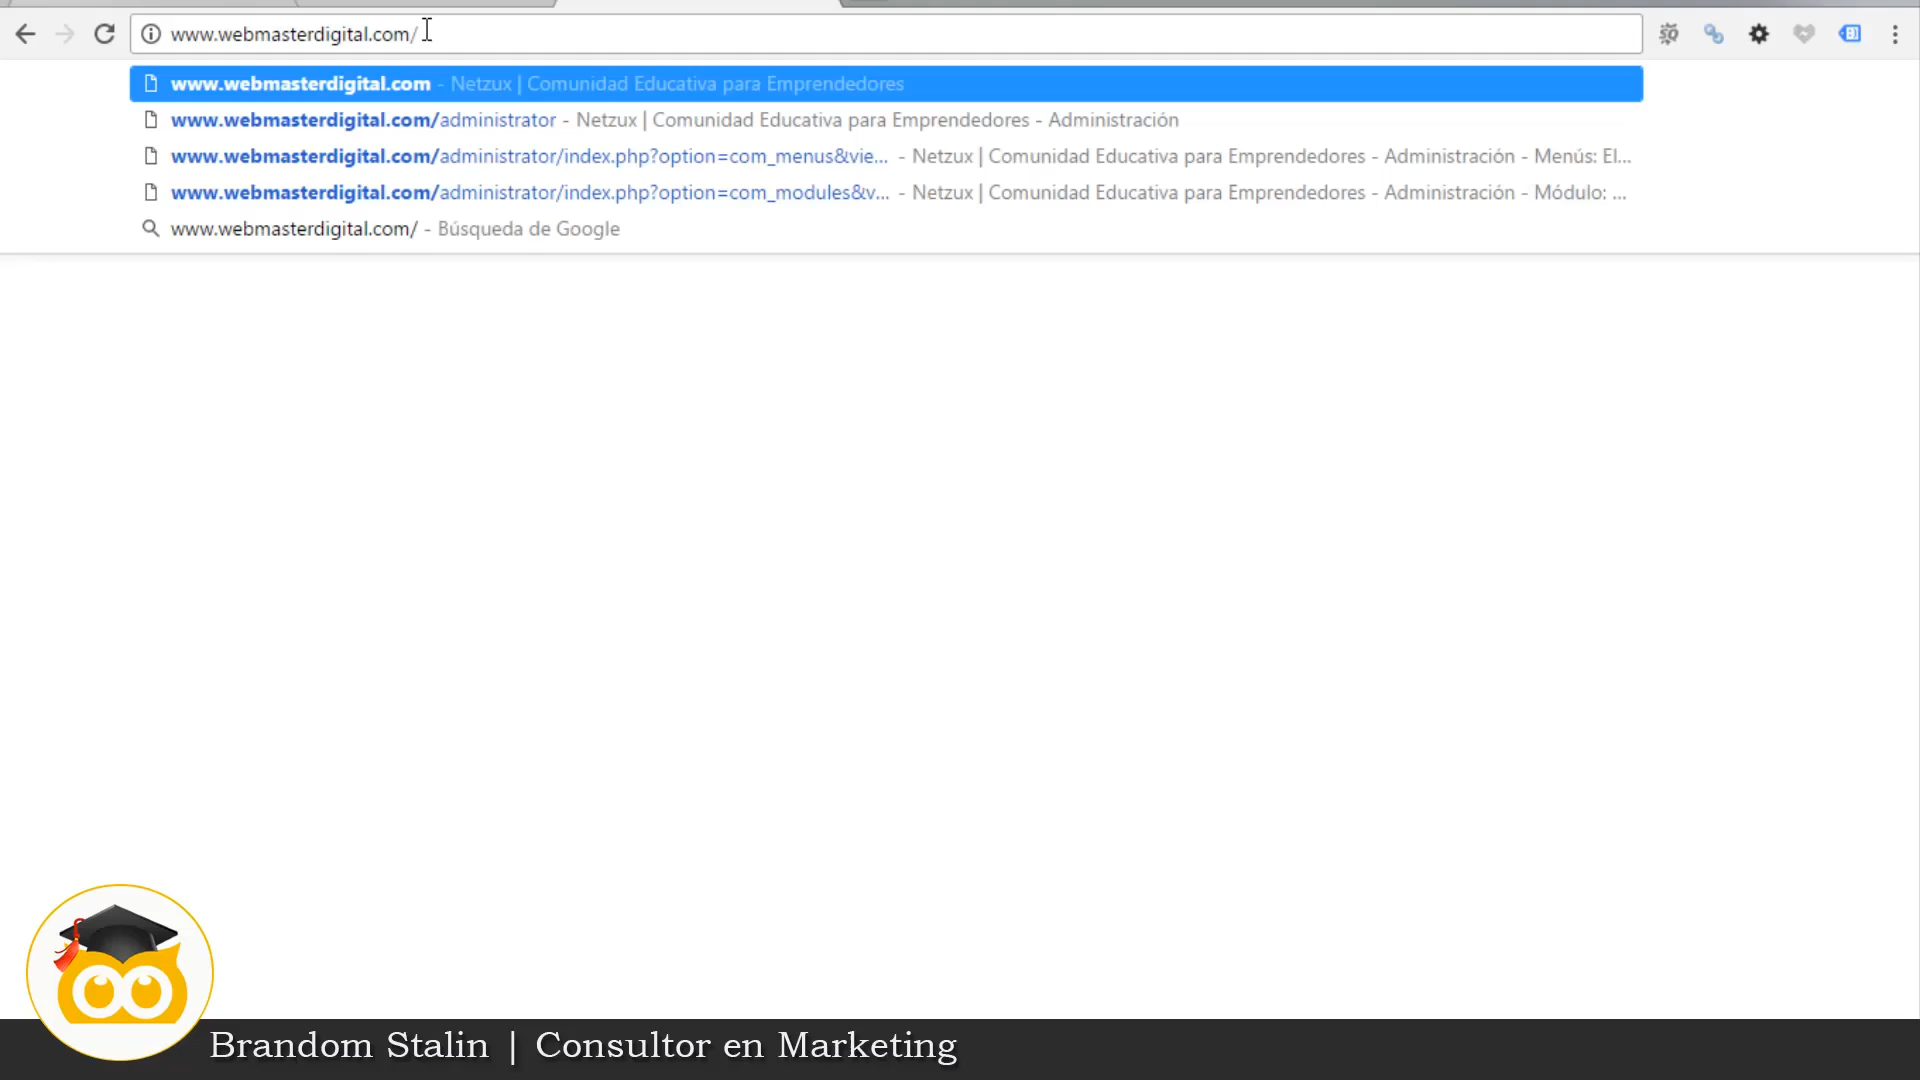 www.webmasterdigital.com/
www.webmasterdigital.com - Netzux | Comunidad Educativa para Emprendedores
www.webmasterdigital.com/administrator - Netzux | Comunidad Educativa para Emprendedores - Administración
www.webmasterdigital.com/administrator/index.php?option=com_menus&vie... - Netzux | Comunidad Educativa para Emprendedores - Administración - Menús: El...
www.webmasterdigital.com/administrator/index.php?option=com_modules&v... - Netzux | Comunidad Educativa para Emprendedores - Administración - Módulo: ...
www.webmasterdigital.com/ - Búsqueda de Google
Brandom Stalin | Consultor en Marketing